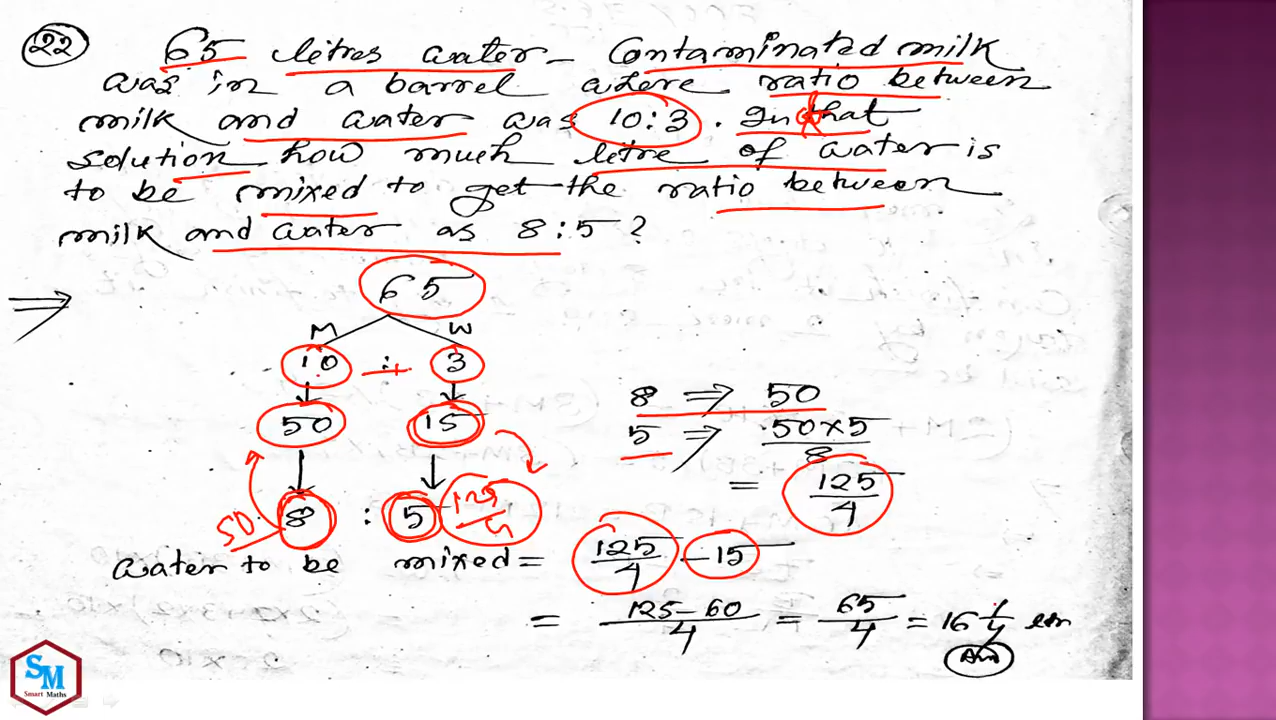 22
65 litres water - Contaminated milk
was in a barrel where ratio between
milk and water was 10:3. In that
solution how much litre of water is
to be mixed to get the ratio between
milk and water as 8:5?
⇒ 65
M W
10 : 3
50 15
8 ⇒ 50
5 ⇒ 50×5/8
= 125/4
50 8 : 5 125/4
water to be mixed = 125/4 - 15
= 125-60/4 = 65/4 = 16 1/4
Ans
SM
Smart Maths